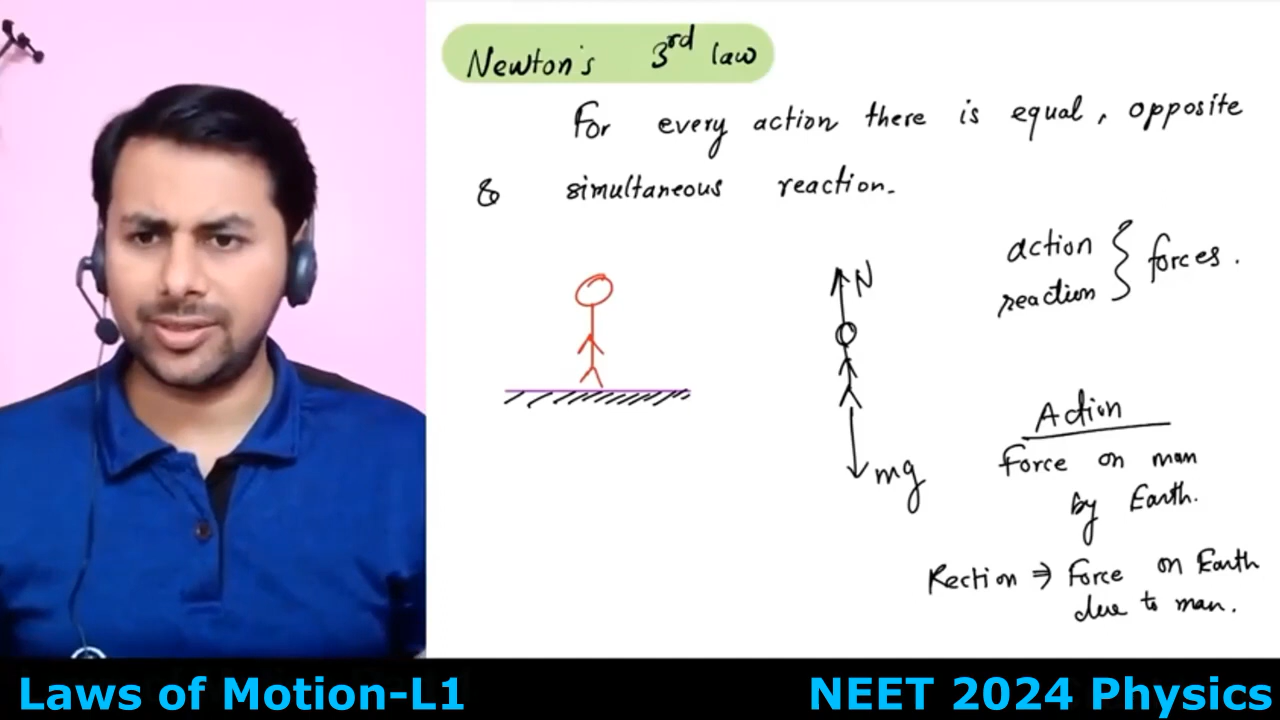 Newton's 3rd law
For every action there is equal, opposite
& simultaneous reaction.
action
reaction } forces.
N
mg
Action
Force on man
by Earth.
Rection ⇒ Force on Earth
due to man.
Laws of Motion-L1
NEET 2024 Physics